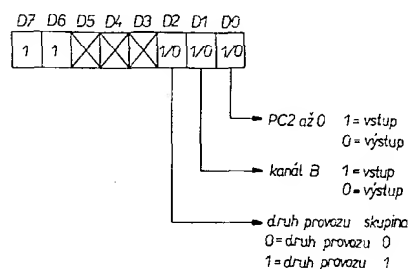 D7 D6 D5 D4 D3 D2 D1 D0
1 1 1/0 1/0 1/0
PC2 až 0 1 = vstup
0 = výstup
kanál B 1 = vstup
0 = výstup
druh provozu skupina
0 = druh provozu 0
1 = druh provozu 1